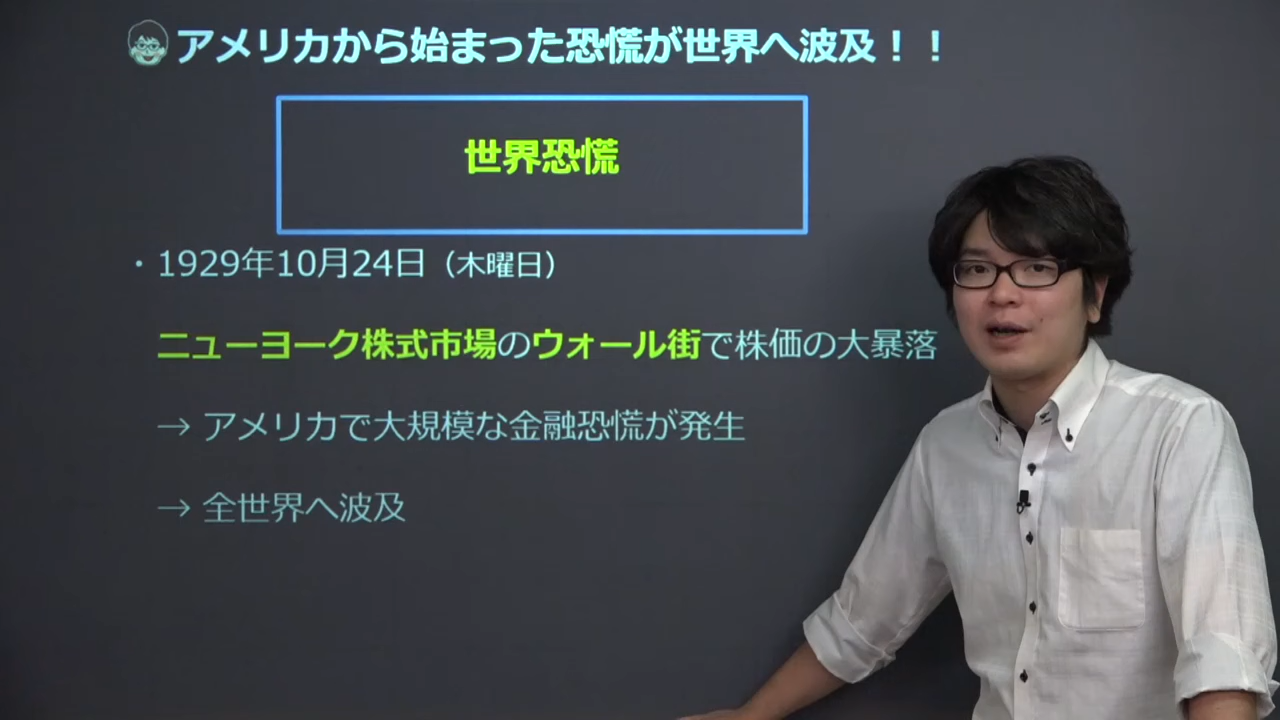 アメリカから始まった恐慌が世界へ波及！！
世界恐慌
・1929年10月24日（木曜日）
ニューヨーク株式市場のウォール街で株価の大暴落
→ アメリカで大規模な金融恐慌が発生
→ 全世界へ波及